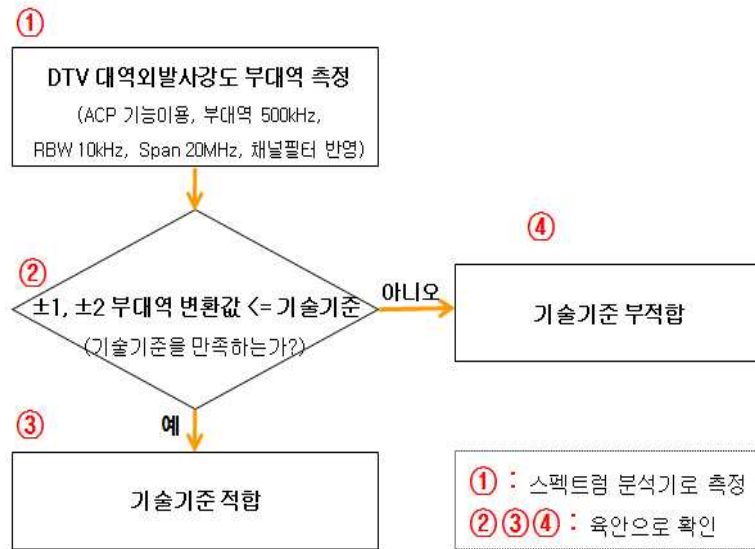 ①
DTV 대역외발사강도 부대역 측정
(ACP 기능이용, 부대역 500kHz,
RBW 10kHz, Span 20MHz, 채널필터 반영)
②
±1, ±2 부대역 변환값 <= 기술기준
(기술기준을 만족하는가?)
아니오
④
기술기준 부적합
예
③
기술기준 적합
① : 스펙트럼 분석기로 측정
②③④ : 육안으로 확인